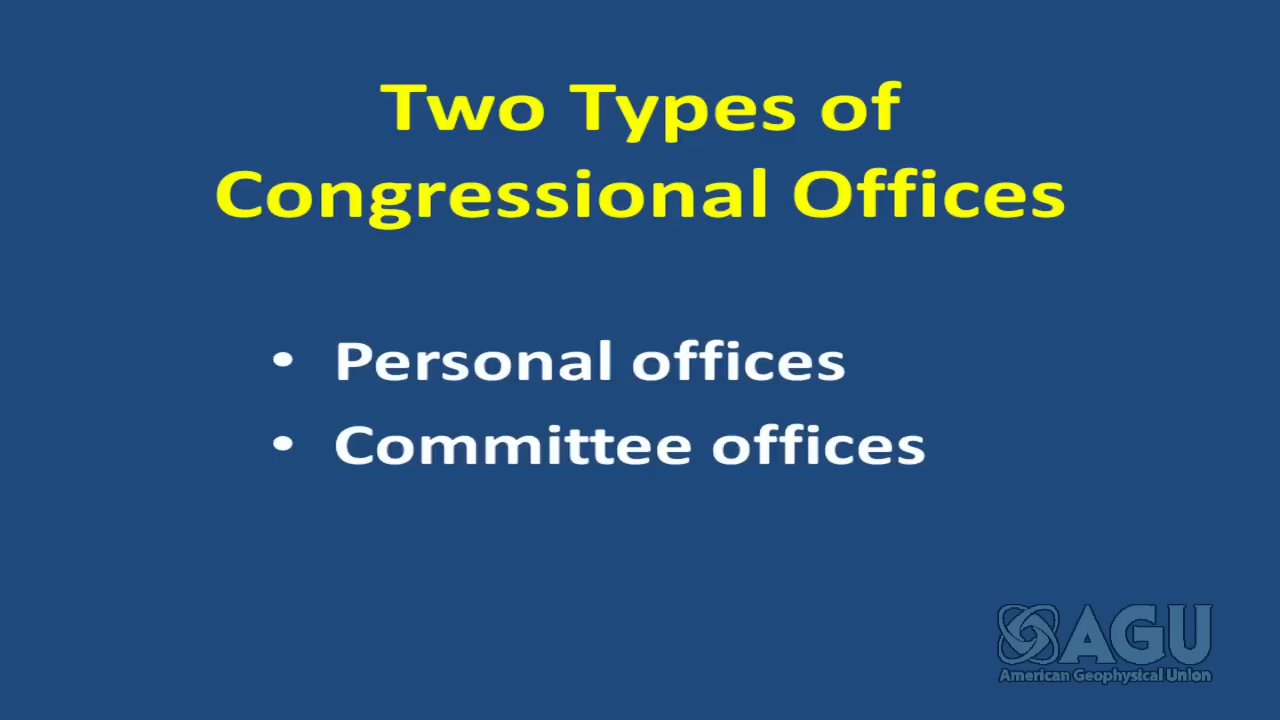 Two Types of
Congressional Offices
• Personal offices
• Committee offices
AGU
American Geophysical Union